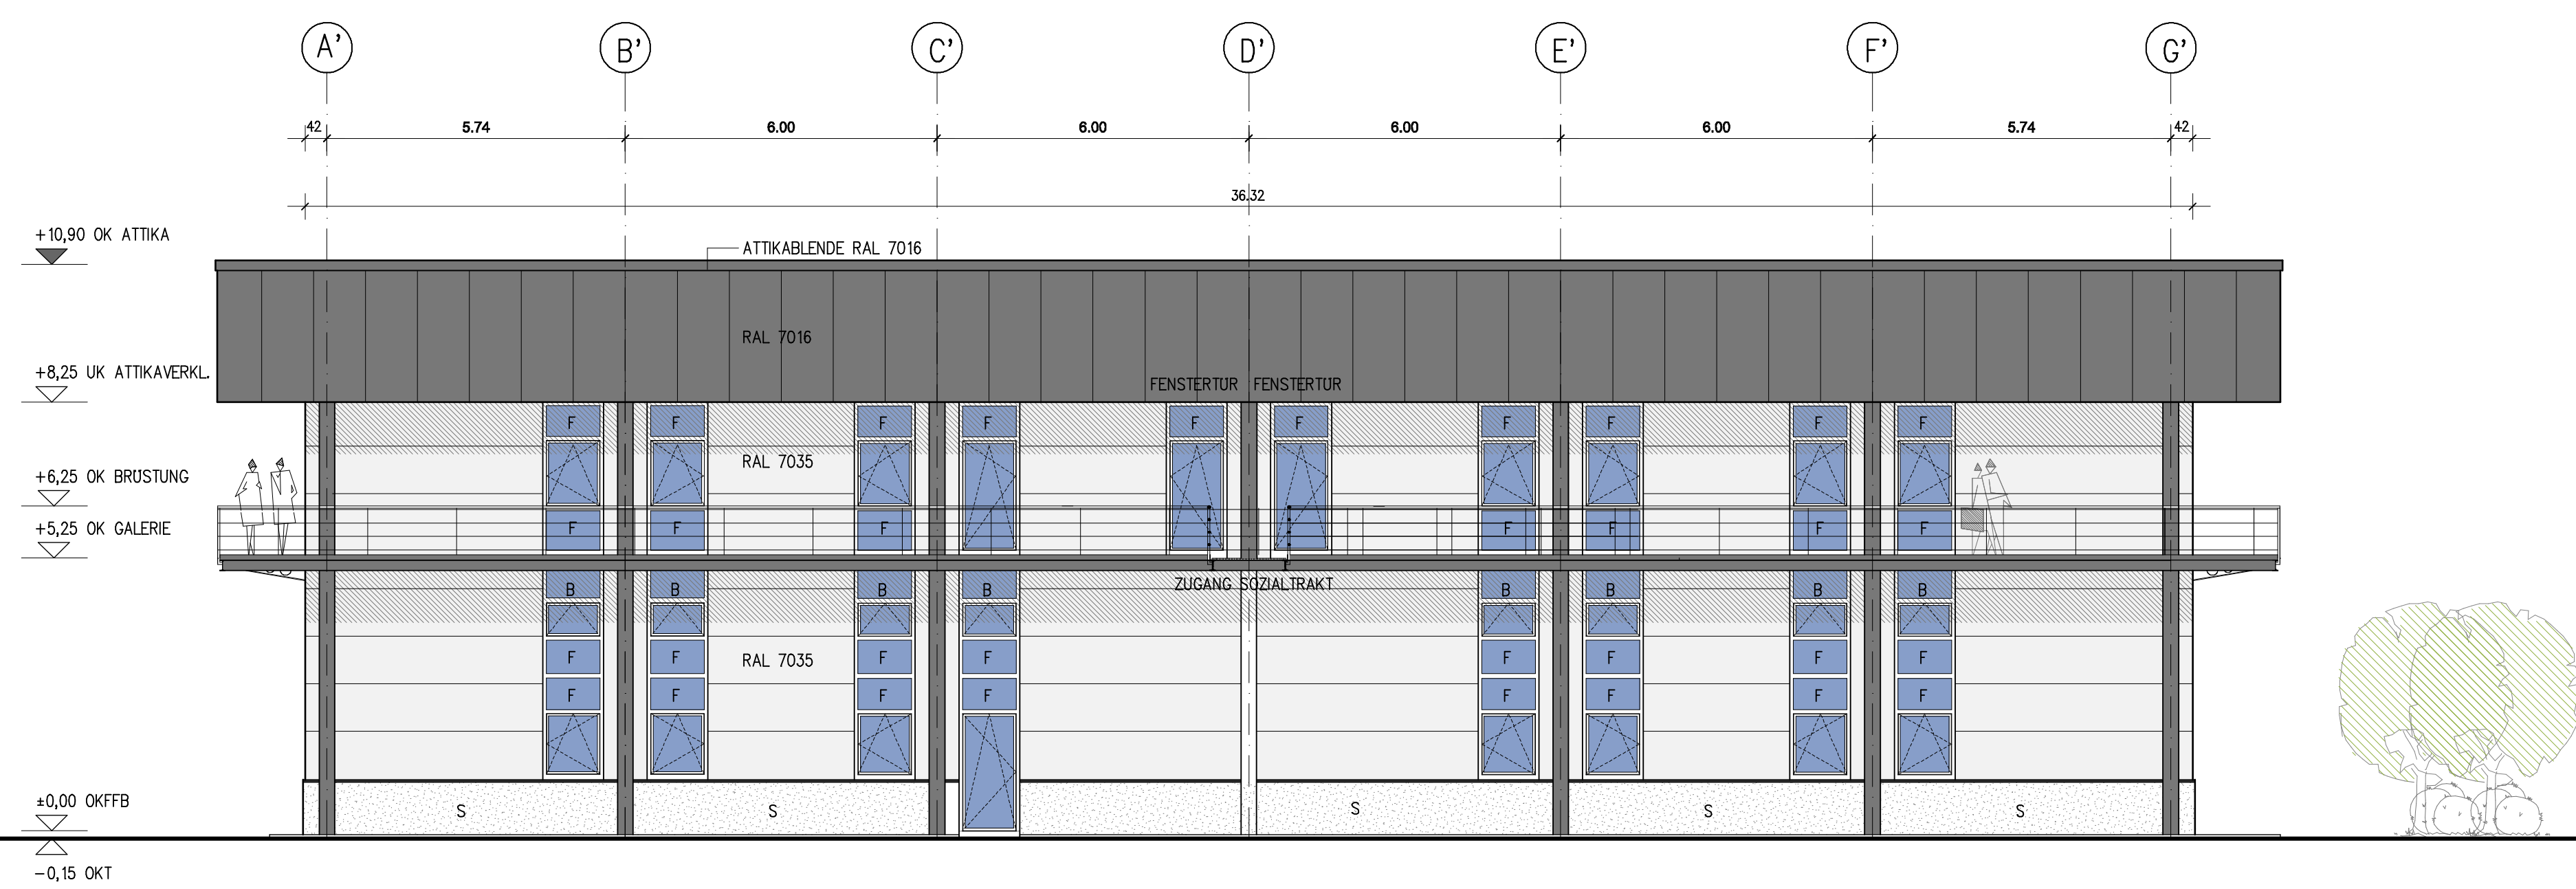 A' B' C' D' E' F' G'
42 5.74 6.00 6.00 6.00 6.00 5.74 42
36.32
+10,90 OK ATTIKA
ATTIKABLENDE RAL 7016
RAL 7016
+8,25 UK ATTIKAVERKL.
FENSTERTÜR FENSTERTÜR
F F F F F F F F F F
RAL 7035
+6,25 OK BRÜSTUNG
+5,25 OK GALERIE
F F F F F F F
ZUGANG SOZIALTRAKT
B B B B B B B B
F F F F F F F F
RAL 7035
F F F F F F F F
±0,00 OKFFB
S S S S S
-0,15 OKT